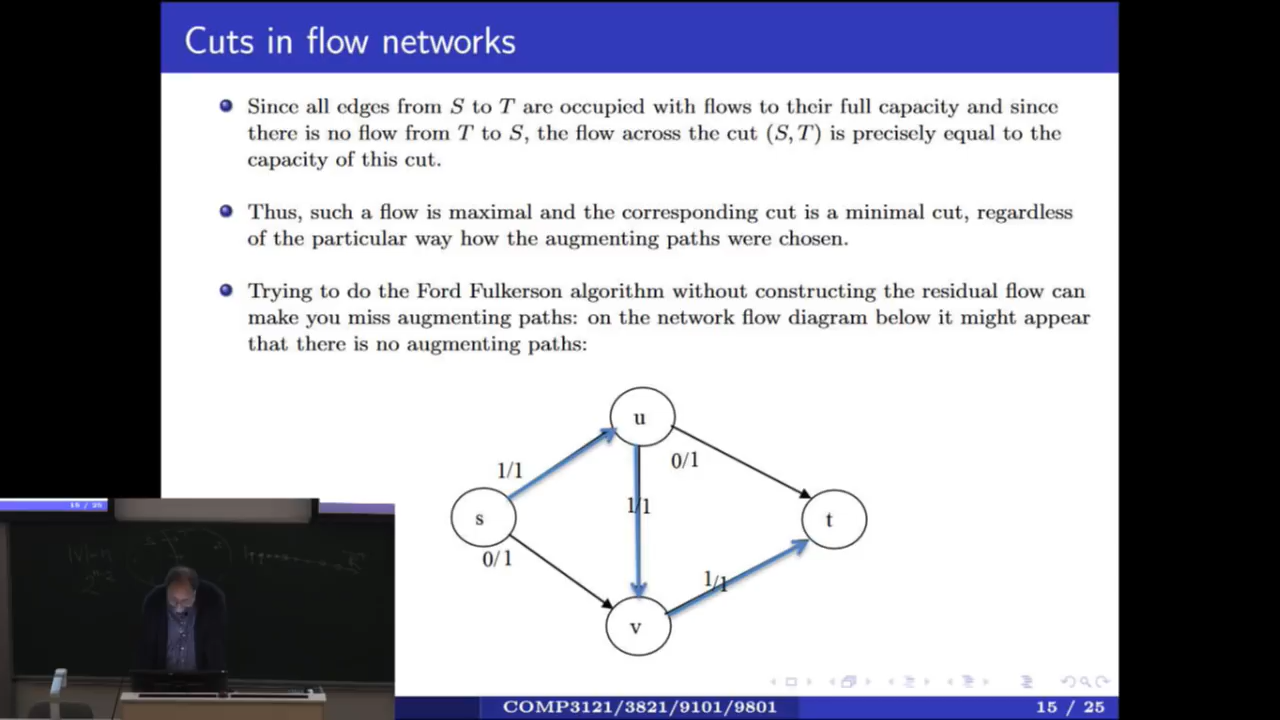 Cuts in flow networks
Since all edges from S to T are occupied with flows to their full capacity and since
there is no flow from T to S, the flow across the cut (S, T) is precisely equal to the
capacity of this cut.
Thus, such a flow is maximal and the corresponding cut is a minimal cut, regardless
of the particular way how the augmenting paths were chosen.
Trying to do the Ford Fulkerson algorithm without constructing the residual flow can
make you miss augmenting paths: on the network flow diagram below it might appear
that there is no augmenting paths:
u
1/1
0/1
1/1
s
t
0/1
1/1
v
15 / 25
COMP3121/3821/9101/9801
15 / 25